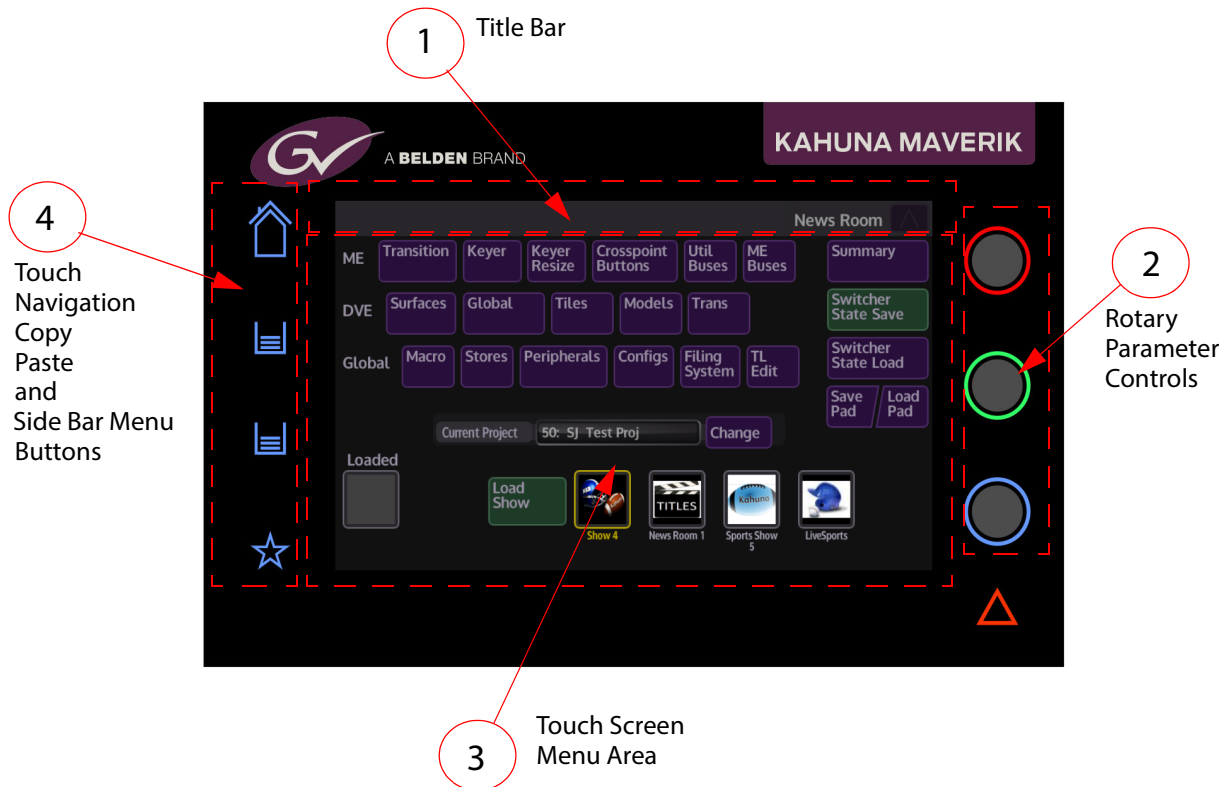 1
Title Bar
GV
A BELDEN BRAND
KAHUNA MAVERIK
4
Touch
Navigation
Copy
Paste
and
Side Bar Menu
Buttons
News Room
ME
Transition
Keyer
Keyer
Resize
Crosspoint
Buttons
Util
Buses
ME
Buses
Summary
DVE
Surfaces
Global
Tiles
Models
Trans
Switcher
State Save
Global
Macro
Stores
Peripherals
Configs
Filing
System
TL
Edit
Switcher
State Load
Save
Pad
Load
Pad
Current Project
50: SJ Test Proj
Change
Loaded
Load
Show
Show 4
TITLES
News Room 1
Kahuna
Sports Show
5
LiveSports
2
Rotary
Parameter
Controls
3
Touch Screen
Menu Area